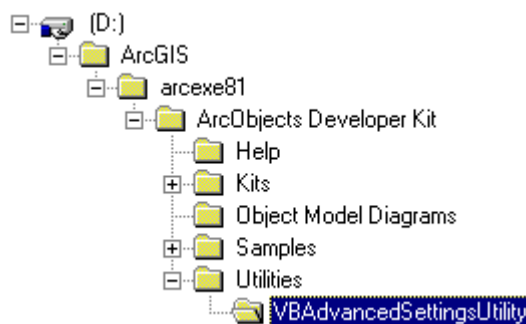 (D:)
ArcGIS
arcexe81
ArcObjects Developer Kit
Help
Kits
Object Model Diagrams
Samples
Utilities
VBAdvancedSettingsUtility